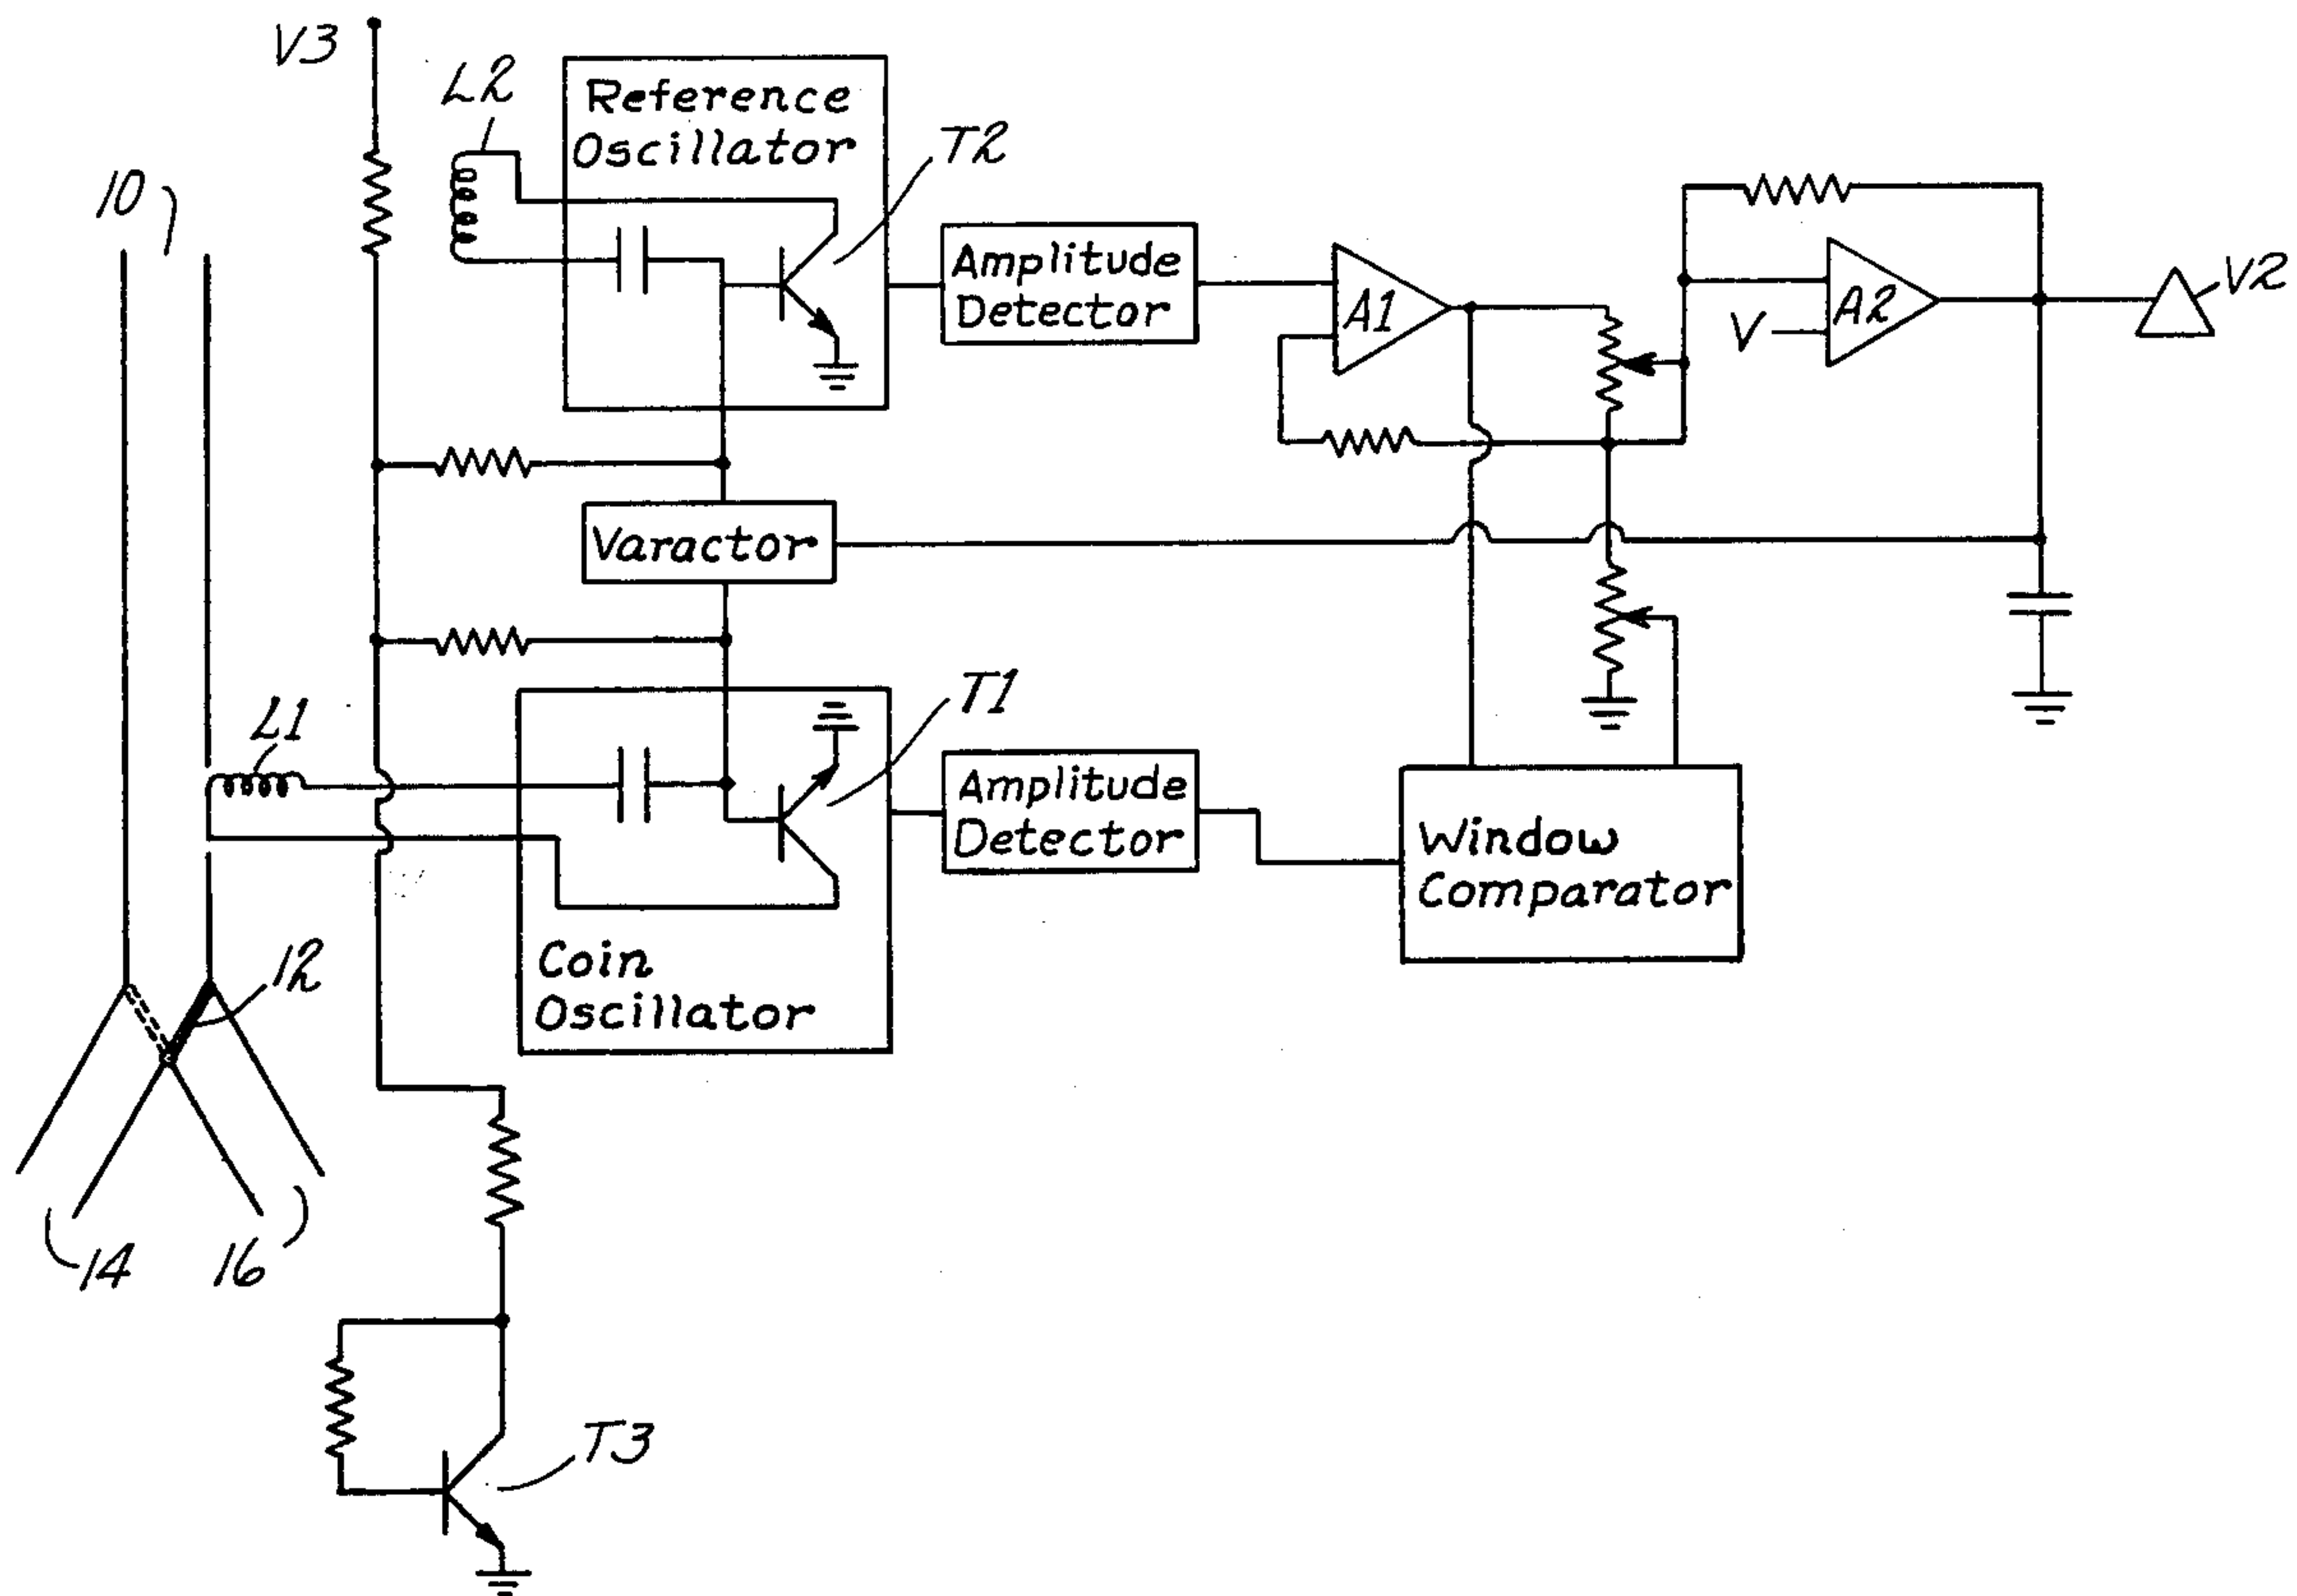 V3
L2
Reference
Oscillator
T2
10
Amplitude
Detector
A1
V
A2
V2
Varactor
L1
T1
Amplitude
Detector
Window
Comparator
Coin
Oscillator
12
14
16
T3